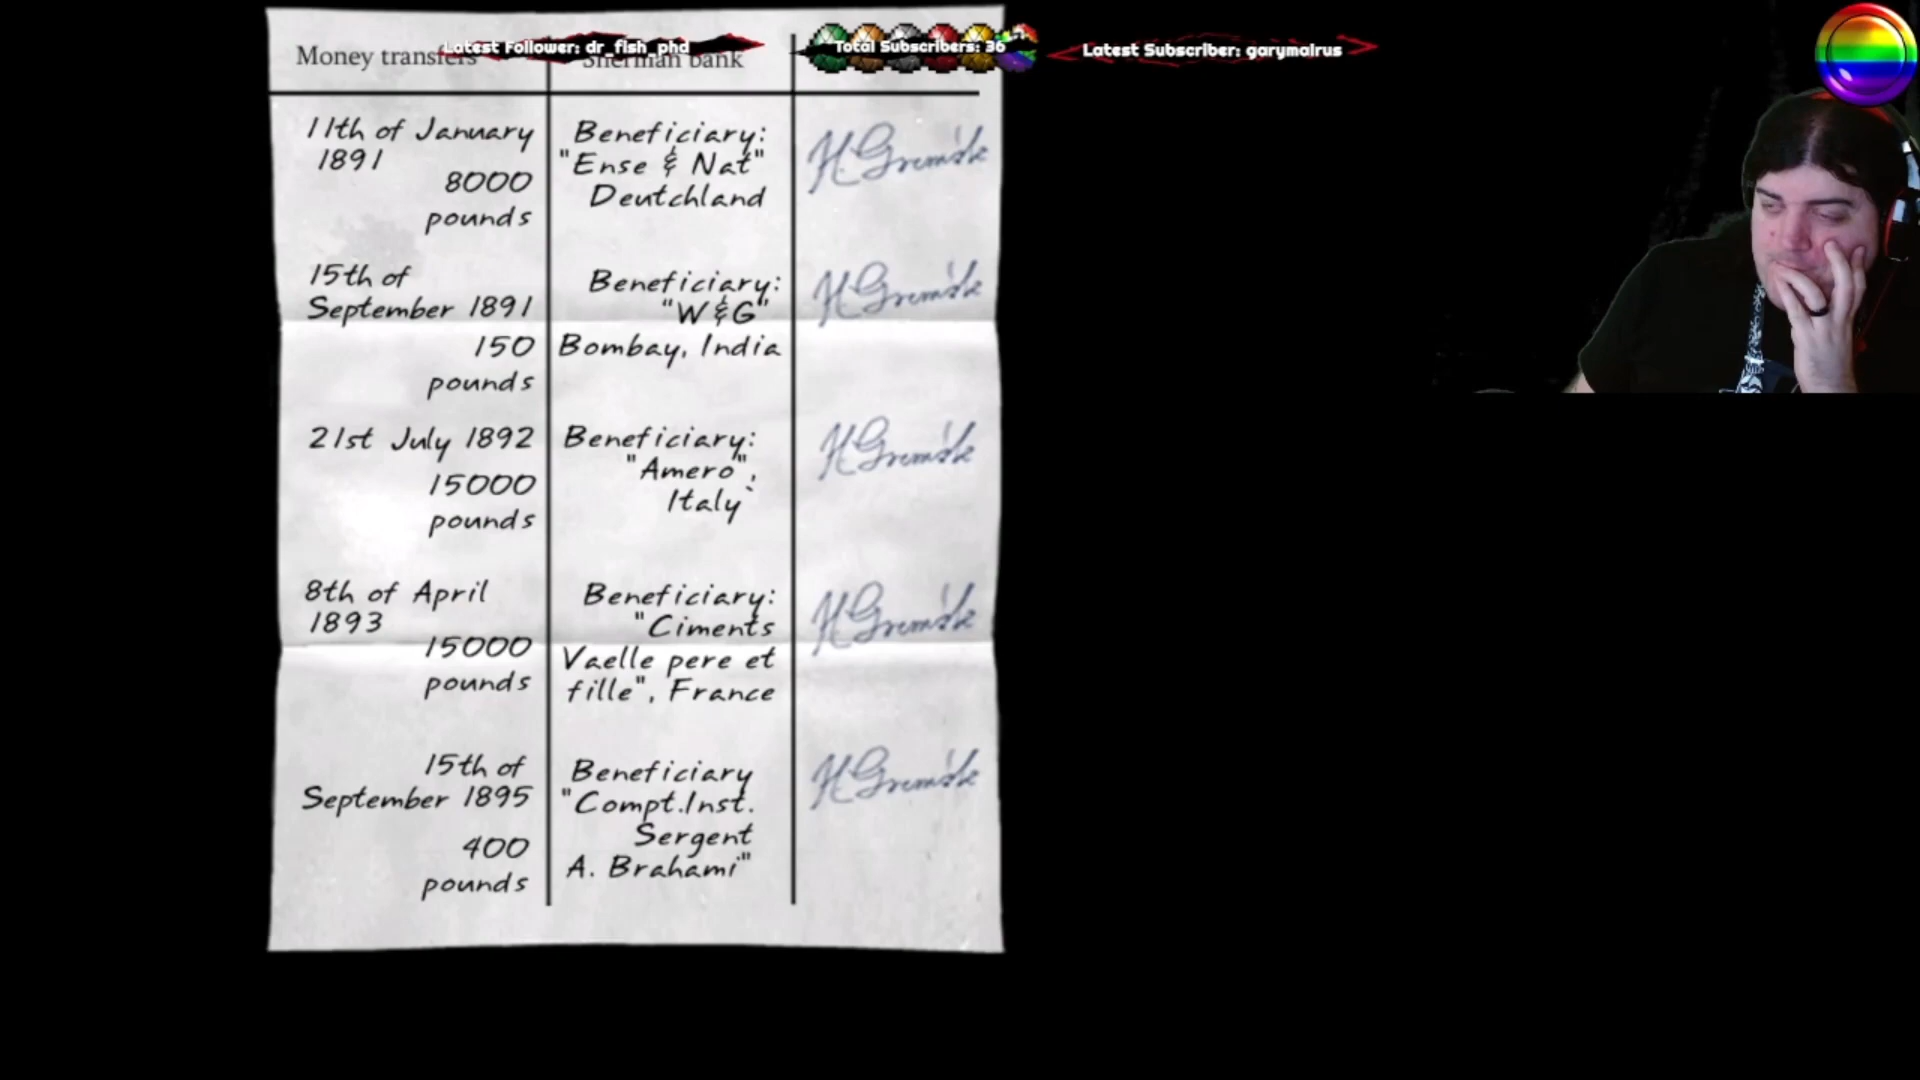 Latest Follower: dr_fish_phd
Total Subscribers: 36
Latest Subscriber: garymalrus
Money transfers
Sherman bank
11th of January
1891
8000
pounds
Beneficiary:
"Ense & Nat"
Deutchland
15th of
September 1891
150
pounds
Beneficiary:
"W&G"
Bombay, India
21st July 1892
15000
pounds
Beneficiary:
"Amero",
Italy
8th of April
1893
15000
pounds
Beneficiary:
"Ciments
Vaelle pere et
fille", France
15th of
September 1895
400
pounds
Beneficiary
"Compt.Inst.
Sergent
A. Brahami"